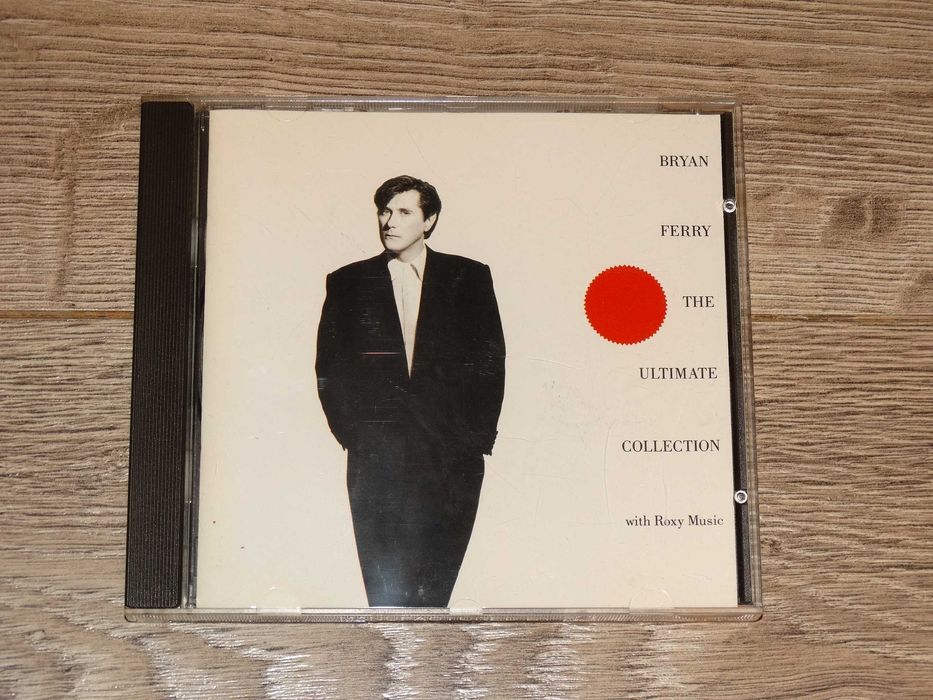 BRYAN
FERRY
THE
ULTIMATE
COLLECTION
with Roxy Music